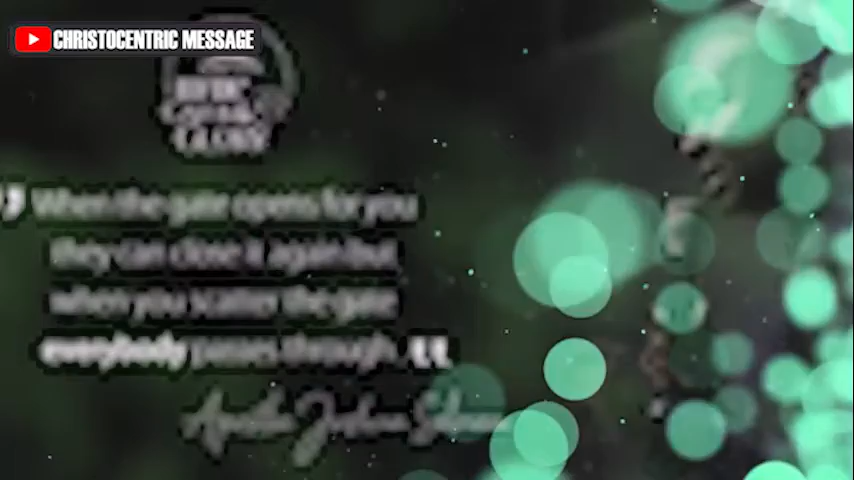 CHRISTOCENTRIC MESSAGE
When the gate opens for you
they can close it again but
when you scatter the gate
everybody passes through.